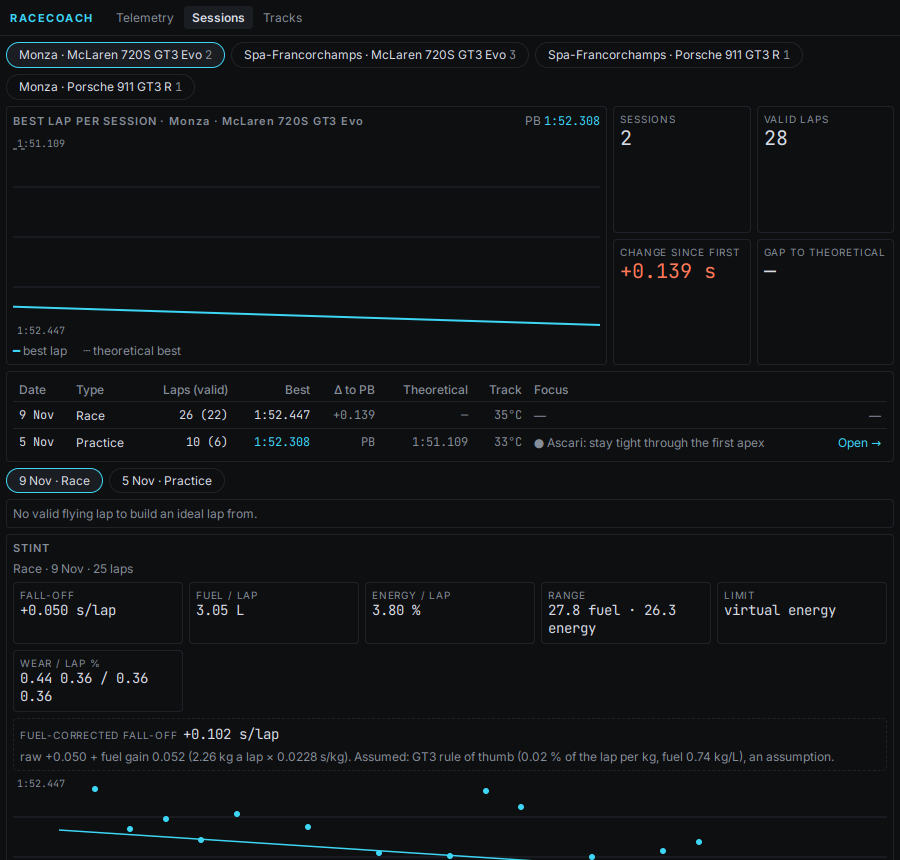 RACECOACH Telemetry Sessions Tracks
Monza · McLaren 720S GT3 Evo 2 Spa-Francorchamps · McLaren 720S GT3 Evo 3 Spa-Francorchamps · Porsche 911 GT3 R 1
Monza · Porsche 911 GT3 R 1
BEST LAP PER SESSION · Monza · McLaren 720S GT3 Evo PB 1:52.308
1:51.109
1:52.447
best lap theoretical best
SESSIONS
2
VALID LAPS
28
CHANGE SINCE FIRST
+0.139 s
GAP TO THEORETICAL
—
Date Type Laps (valid) Best Δ to PB Theoretical Track Focus
9 Nov Race 26 (22) 1:52.447 +0.139 — 35°C — —
5 Nov Practice 10 (6) 1:52.308 PB 1:51.109 33°C ● Ascari: stay tight through the first apex Open →
9 Nov · Race 5 Nov · Practice
No valid flying lap to build an ideal lap from.
STINT
Race · 9 Nov · 25 laps
FALL-OFF
+0.050 s/lap
FUEL / LAP
3.05 L
ENERGY / LAP
3.80 %
RANGE
27.8 fuel · 26.3
energy
LIMIT
virtual energy
WEAR / LAP %
0.44 0.36 / 0.36
0.36
FUEL-CORRECTED FALL-OFF +0.102 s/lap
raw +0.050 + fuel gain 0.052 (2.26 kg a lap × 0.0228 s/kg). Assumed: GT3 rule of thumb (0.02 % of the lap per kg, fuel 0.74 kg/L), an assumption.
1:52.447